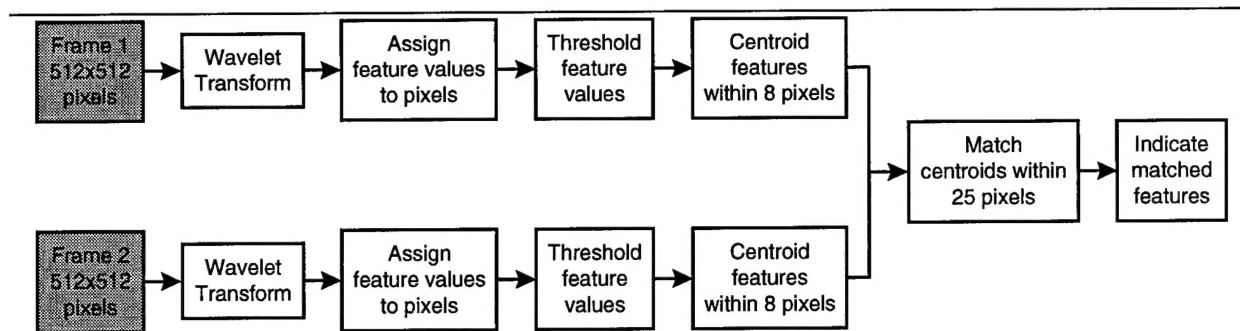 Frame 1
512x512
pixels
Wavelet
Transform
Assign
feature values
to pixels
Threshold
feature
values
Centroid
features
within 8 pixels
Match
centroids within
25 pixels
Indicate
matched
features
Frame 2
512x512
pixels
Wavelet
Transform
Assign
feature values
to pixels
Threshold
feature
values
Centroid
features
within 8 pixels